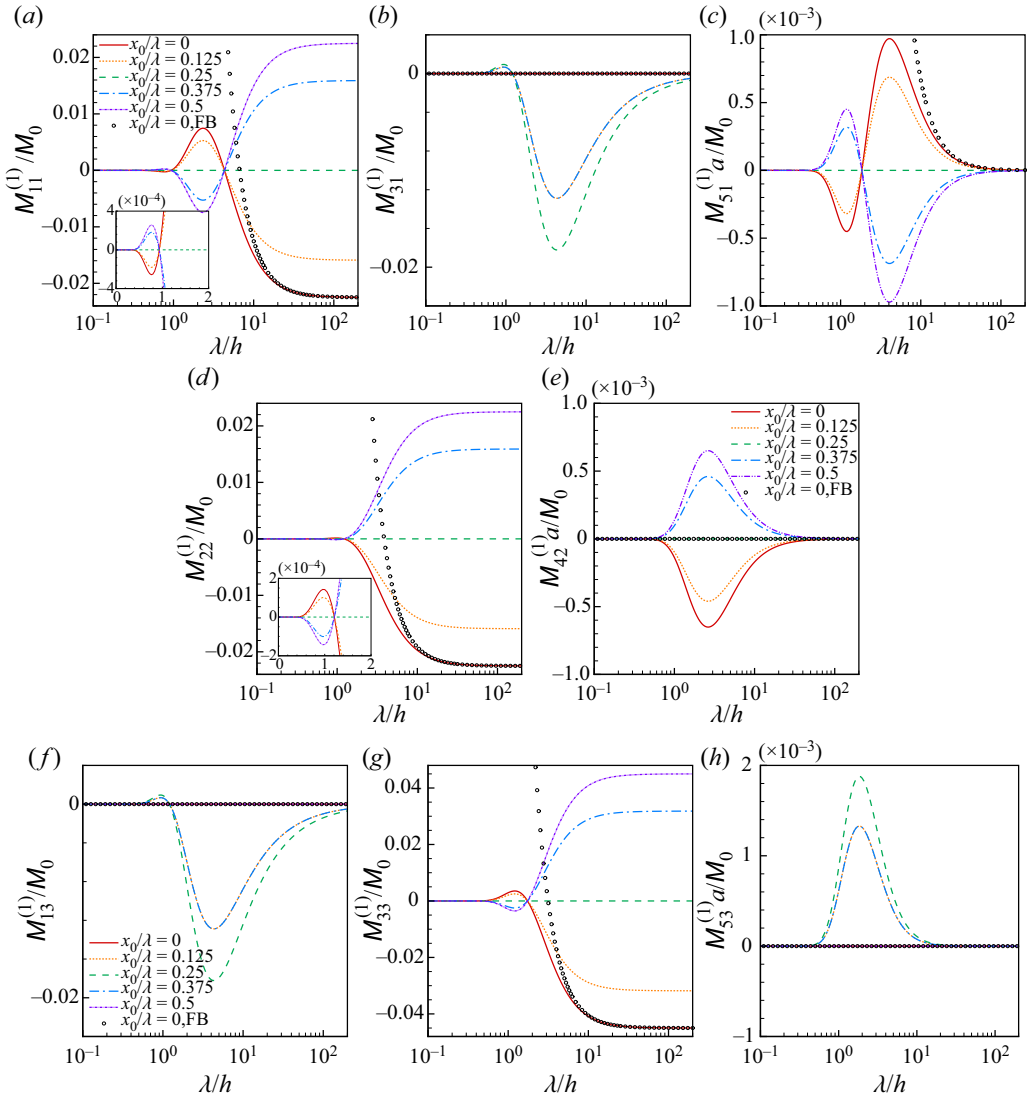 (a)
M₁₁⁽¹⁾/M₀
0.02
0.01
0
−0.01
−0.02
x₀/λ = 0
x₀/λ = 0.125
x₀/λ = 0.25
x₀/λ = 0.375
x₀/λ = 0.5
x₀/λ = 0,FB
(×10⁻⁴)
4
0
−4
0 1 2
10⁻¹ 10⁰ 10¹ 10²
λ/h
(b)
M₃₁⁽¹⁾/M₀
0
−0.02
10⁻¹ 10⁰ 10¹ 10²
λ/h
(c)
(×10⁻³)
M₅₁⁽¹⁾a/M₀
1.0
0.5
0
−0.5
−1.0
10⁻¹ 10⁰ 10¹ 10²
λ/h
(d)
M₂₂⁽¹⁾/M₀
0.02
0.01
0
−0.01
−0.02
(×10⁻⁴)
2
0
−2
0 1 2
10⁻¹ 10⁰ 10¹ 10²
λ/h
(e)
(×10⁻³)
M₄₂⁽¹⁾a/M₀
1.0
0.5
0
−0.5
−1.0
x₀/λ = 0
x₀/λ = 0.125
x₀/λ = 0.25
x₀/λ = 0.375
x₀/λ = 0.5
x₀/λ = 0,FB
10⁻¹ 10⁰ 10¹ 10²
λ/h
(f)
M₁₃⁽¹⁾/M₀
0
−0.02
x₀/λ = 0
x₀/λ = 0.125
x₀/λ = 0.25
x₀/λ = 0.375
x₀/λ = 0.5
x₀/λ = 0,FB
10⁻¹ 10⁰ 10¹ 10²
λ/h
(g)
M₃₃⁽¹⁾/M₀
0.04
0.02
0
−0.02
−0.04
10⁻¹ 10⁰ 10¹ 10²
λ/h
(h)
(×10⁻³)
M₅₃⁽¹⁾a/M₀
2
1
0
−1
10⁻¹ 10⁰ 10¹ 10²
λ/h